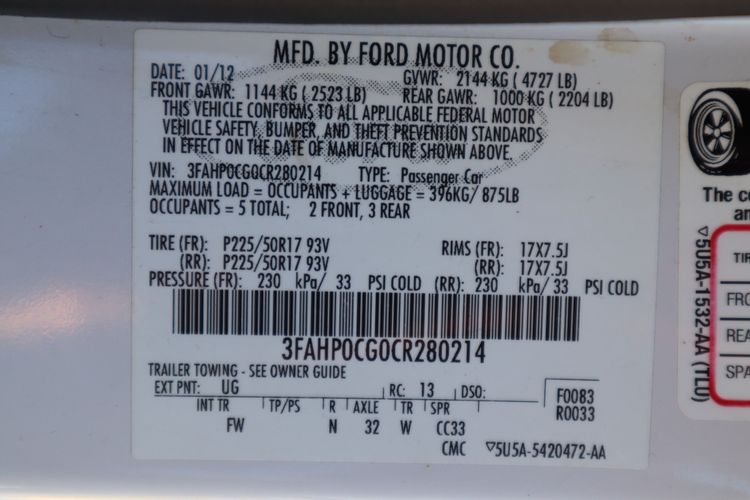 MFD. BY FORD MOTOR CO.
DATE: 01/12 GVWR: 2144 KG ( 4727 LB)
FRONT GAWR: 1144 KG ( 2523 LB) REAR GAWR: 1000 KG ( 2204 LB)
THIS VEHICLE CONFORMS TO ALL APPLICABLE FEDERAL MOTOR
VEHICLE SAFETY, BUMPER, AND THEFT PREVENTION STANDARDS
IN EFFECT ON THE DATE OF MANUFACTURE SHOWN ABOVE.
VIN: 3FAHP0CG0CR280214 TYPE: Passenger Car
MAXIMUM LOAD = OCCUPANTS + LUGGAGE = 396KG/ 875LB
OCCUPANTS = 5 TOTAL; 2 FRONT, 3 REAR
TIRE (FR): P225/50R17 93V RIMS (FR): 17X7.5J
(RR): P225/50R17 93V (RR): 17X7.5J
PRESSURE (FR): 230 kPa/ 33 PSI COLD (RR): 230 kPa/ 33 PSI COLD
3FAHP0CG0CR280214
TRAILER TOWING - SEE OWNER GUIDE
EXT PNT: UG RC: 13 DSO: F0083
INT TR TP/PS R AXLE TR SPR R0033
FW N 32 W CC33
CMC ▽5U5A-5420472-AA
The
an
▽5U5A-1532-AA (TLU)
TIR
FRO
REA
SPA